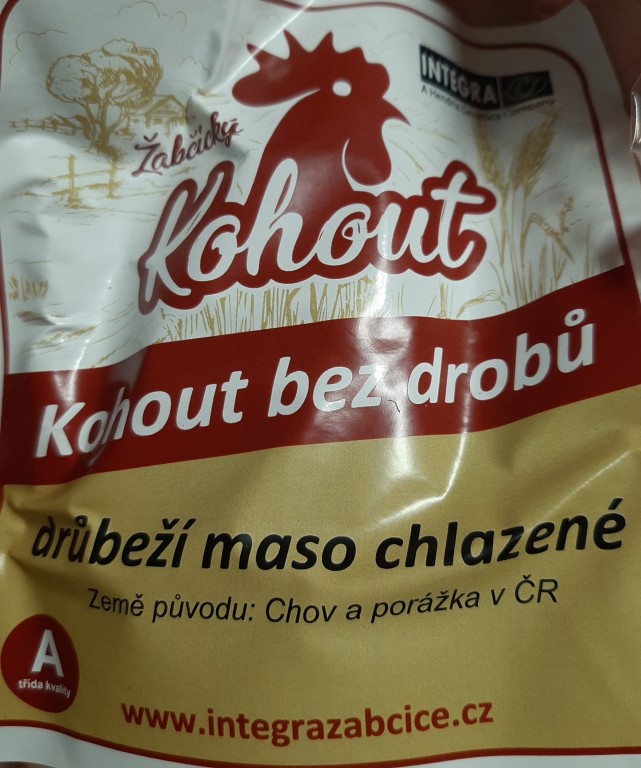 INTEGRA
A Hendrix Genetics Company
Žabčický
Kohout
Kohout bez drobů
drůbeží maso chlazené
Země původu: Chov a porážka v ČR
A
třída kvality
www.integrazabcice.cz